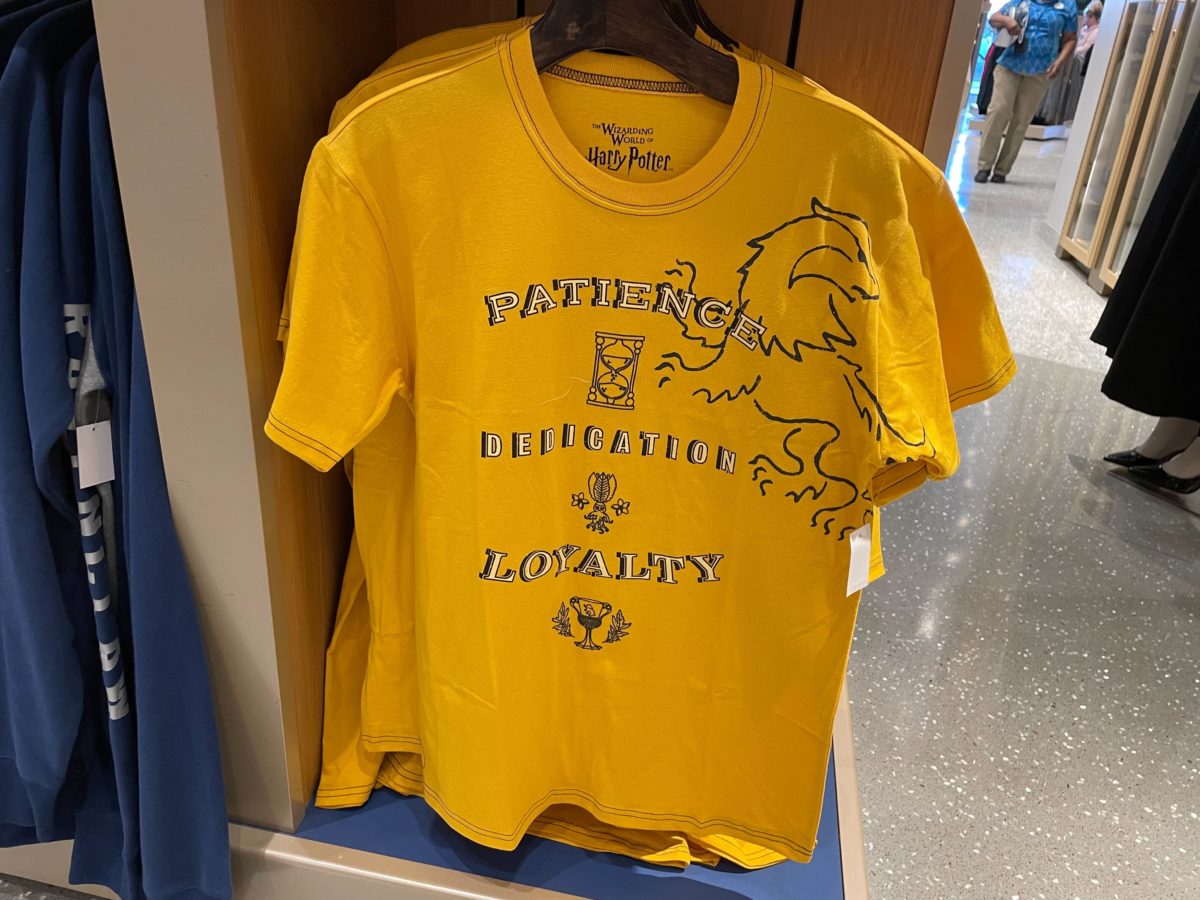 THE WIZARDING
WORLD OF
Harry Potter
PATIENCE
DEDICATION
LOYALTY